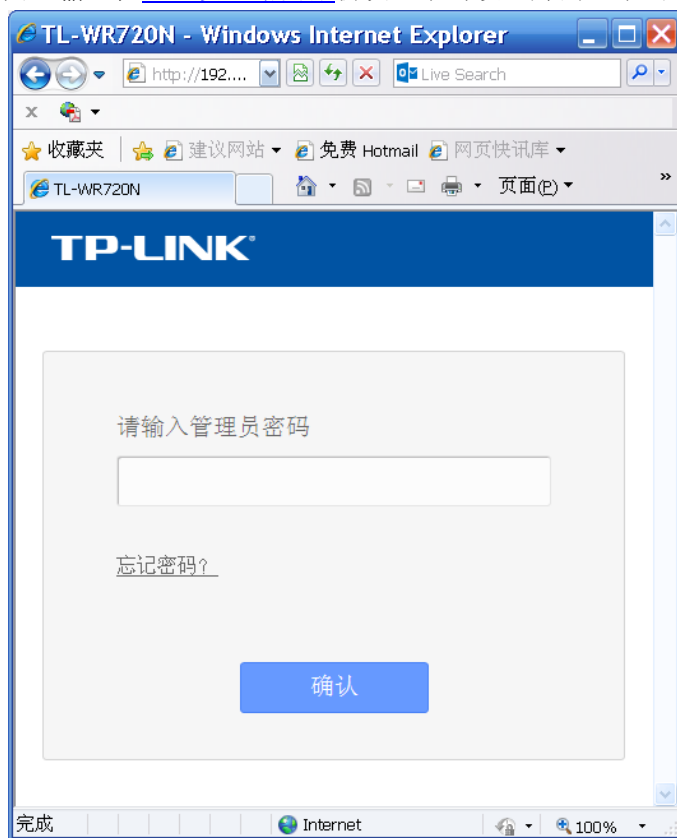 TL-WR720N - Windows Internet Explorer
http://192.... Live Search
x
收藏夹 建议网站 免费 Hotmail 网页快讯库
TL-WR720N 页面(P) »
TP-LINK®
请输入管理员密码
忘记密码?
确认
完成 Internet 100%